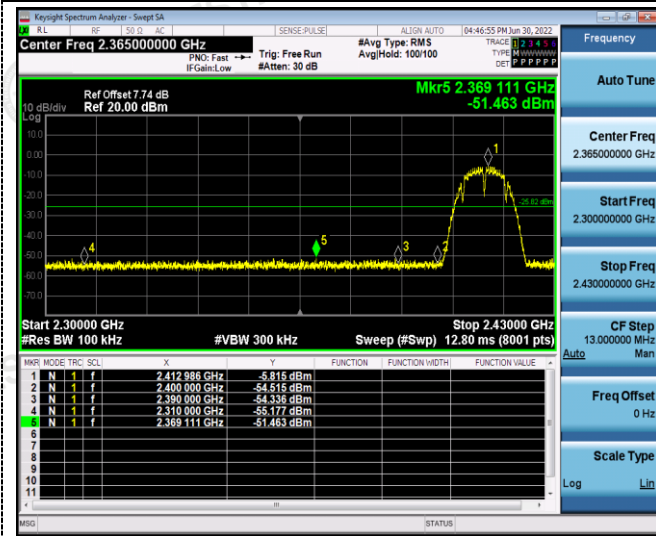 Keysight Spectrum Analyzer - Swept SA
RL RF 50 Ω AC SENSE:PULSE ALIGN AUTO 04:46:55 PM Jun 30, 2022
Center Freq 2.365000000 GHz
PNO: Fast
IFGain:Low
Trig: Free Run
#Atten: 30 dB
#Avg Type: RMS
Avg|Hold: 100/100
TRACE 1 2 3 4 5 6
TYPE M W W W W W
DET P P P P P P
Ref Offset 7.74 dB
10 dB/div Ref 20.00 dBm
Log
Mkr5 2.369 111 GHz
-51.463 dBm
10.0
0.00
-10.0
-20.0
-30.0
-40.0
-50.0
-60.0
-70.0
-25.82 dBm
1
2
3
4
5
Start 2.30000 GHz Stop 2.43000 GHz
#Res BW 100 kHz #VBW 300 kHz Sweep (#Swp) 12.80 ms (8001 pts)
MKR MODE TRC SCL X Y FUNCTION FUNCTION WIDTH FUNCTION VALUE
1 N 1 f 2.412 986 GHz -5.815 dBm
2 N 1 f 2.400 000 GHz -54.515 dBm
3 N 1 f 2.390 000 GHz -54.336 dBm
4 N 1 f 2.310 000 GHz -55.177 dBm
5 N 1 f 2.369 111 GHz -51.463 dBm
6
7
8
9
10
11
MSG STATUS
Frequency
Auto Tune
Center Freq
2.365000000 GHz
Start Freq
2.300000000 GHz
Stop Freq
2.430000000 GHz
CF Step
13.000000 MHz
Auto Man
Freq Offset
0 Hz
Scale Type
Log Lin